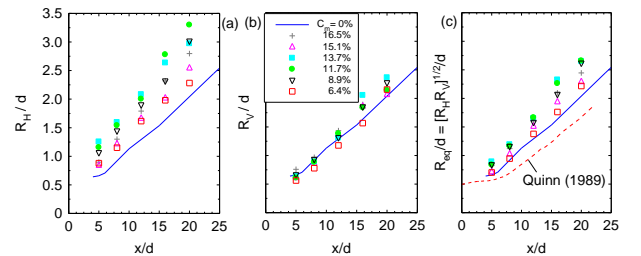 (a)
R_H / d
3.5
3.0
2.5
2.0
1.5
1.0
0.5
0.0
0 5 10 15 20 25
x/d
b)
R_V / d
C_m = 0%
16.5%
15.1%
13.7%
11.7%
8.9%
6.4%
0 5 10 15 20 25
x/d
(c)
R_eq/d = [R_H R_V]^1/2/d
Quinn (1989)
0 5 10 15 20 25
x/d